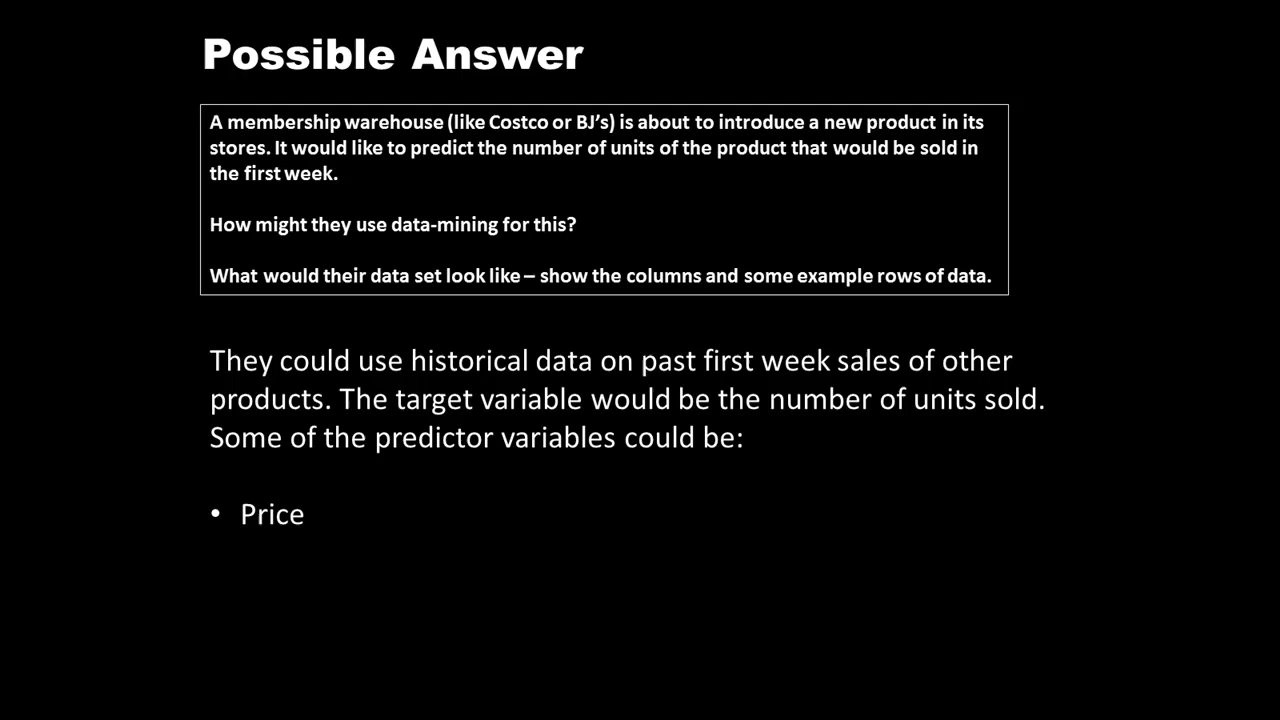 Possible Answer
A membership warehouse (like Costco or BJ’s) is about to introduce a new product in its
stores. It would like to predict the number of units of the product that would be sold in
the first week.
How might they use data-mining for this?
What would their data set look like – show the columns and some example rows of data.
They could use historical data on past first week sales of other
products. The target variable would be the number of units sold.
Some of the predictor variables could be:
• Price